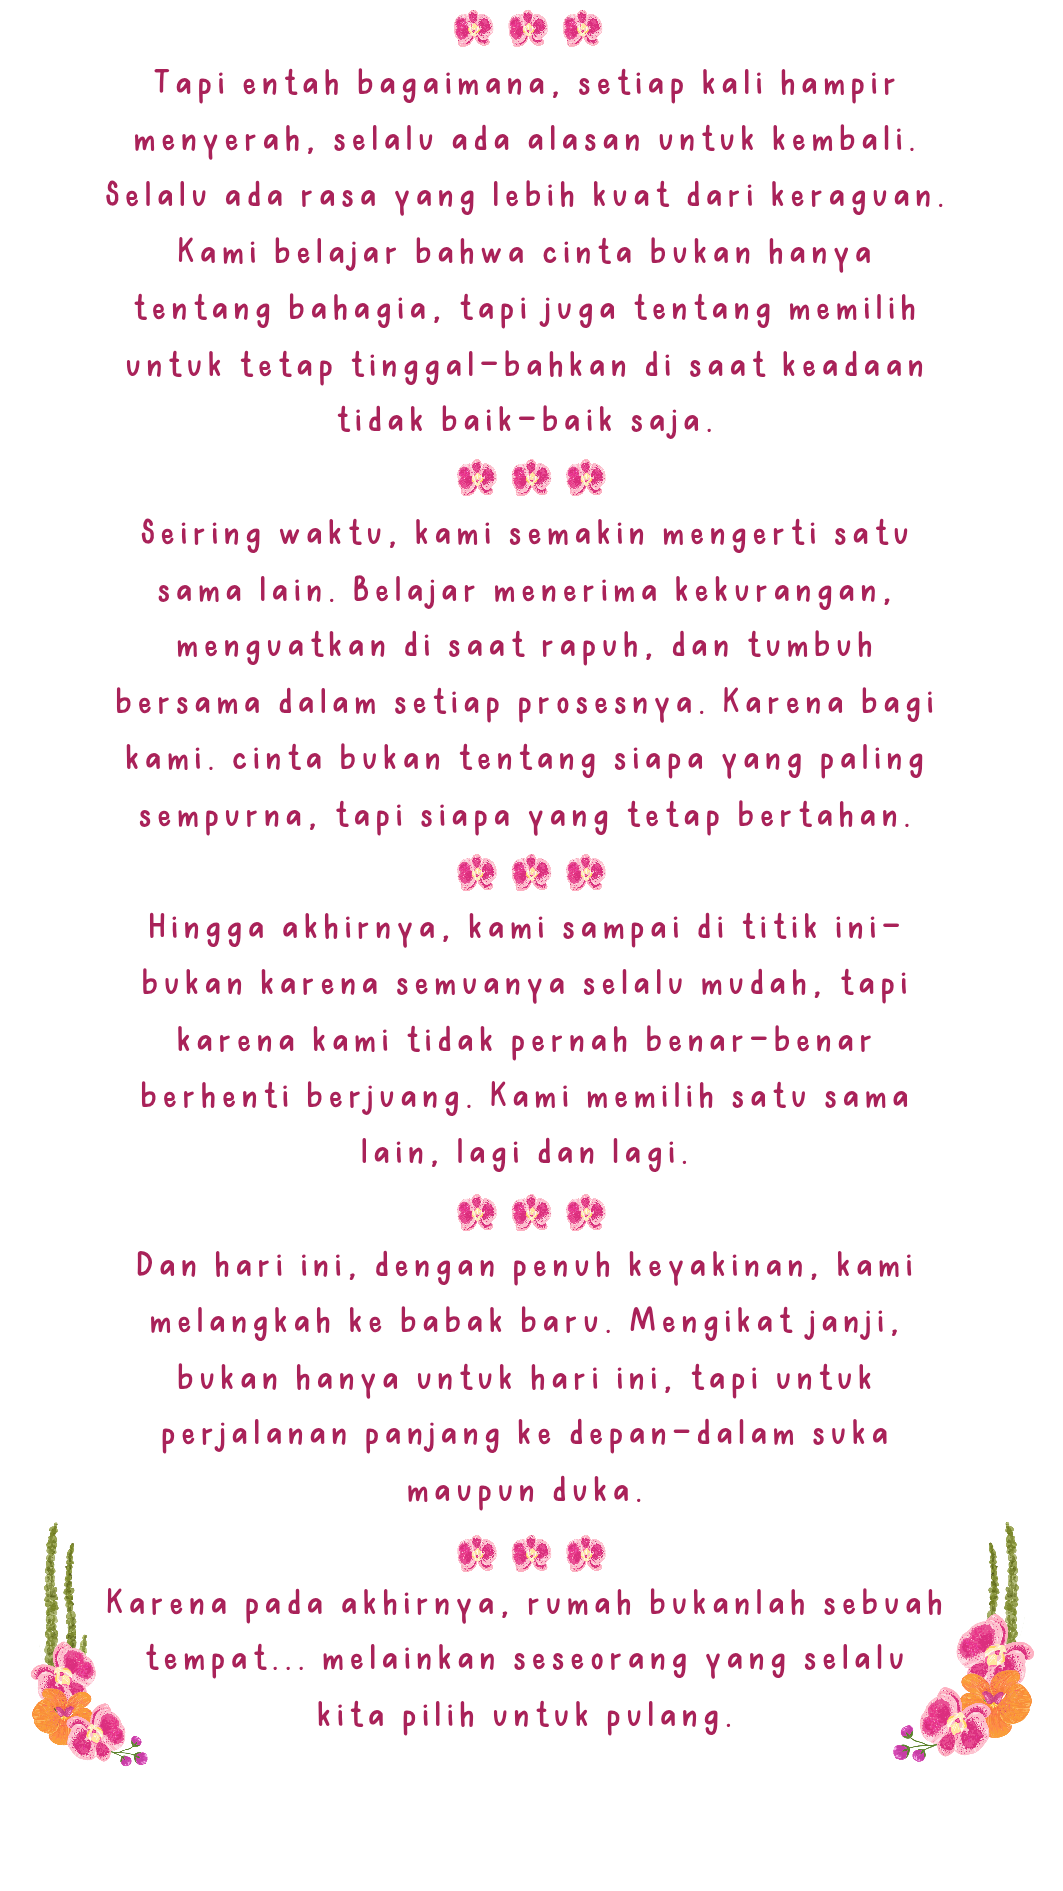 Tapi entah bagaimana, setiap kali hampir
menyerah, selalu ada alasan untuk kembali.
Selalu ada rasa yang lebih kuat dari keraguan.
Kami belajar bahwa cinta bukan hanya
tentang bahagia, tapi juga tentang memilih
untuk tetap tinggal-bahkan di saat keadaan
tidak baik-baik saja.
Seiring waktu, kami semakin mengerti satu
sama lain. Belajar menerima kekurangan,
menguatkan di saat rapuh, dan tumbuh
bersama dalam setiap prosesnya. Karena bagi
kami. cinta bukan tentang siapa yang paling
sempurna, tapi siapa yang tetap bertahan.
Hingga akhirnya, kami sampai di titik ini-
bukan karena semuanya selalu mudah, tapi
karena kami tidak pernah benar-benar
berhenti berjuang. Kami memilih satu sama
lain, lagi dan lagi.
Dan hari ini, dengan penuh keyakinan, kami
melangkah ke babak baru. Mengikat janji,
bukan hanya untuk hari ini, tapi untuk
perjalanan panjang ke depan-dalam suka
maupun duka.
Karena pada akhirnya, rumah bukanlah sebuah
tempat... melainkan seseorang yang selalu
kita pilih untuk pulang.